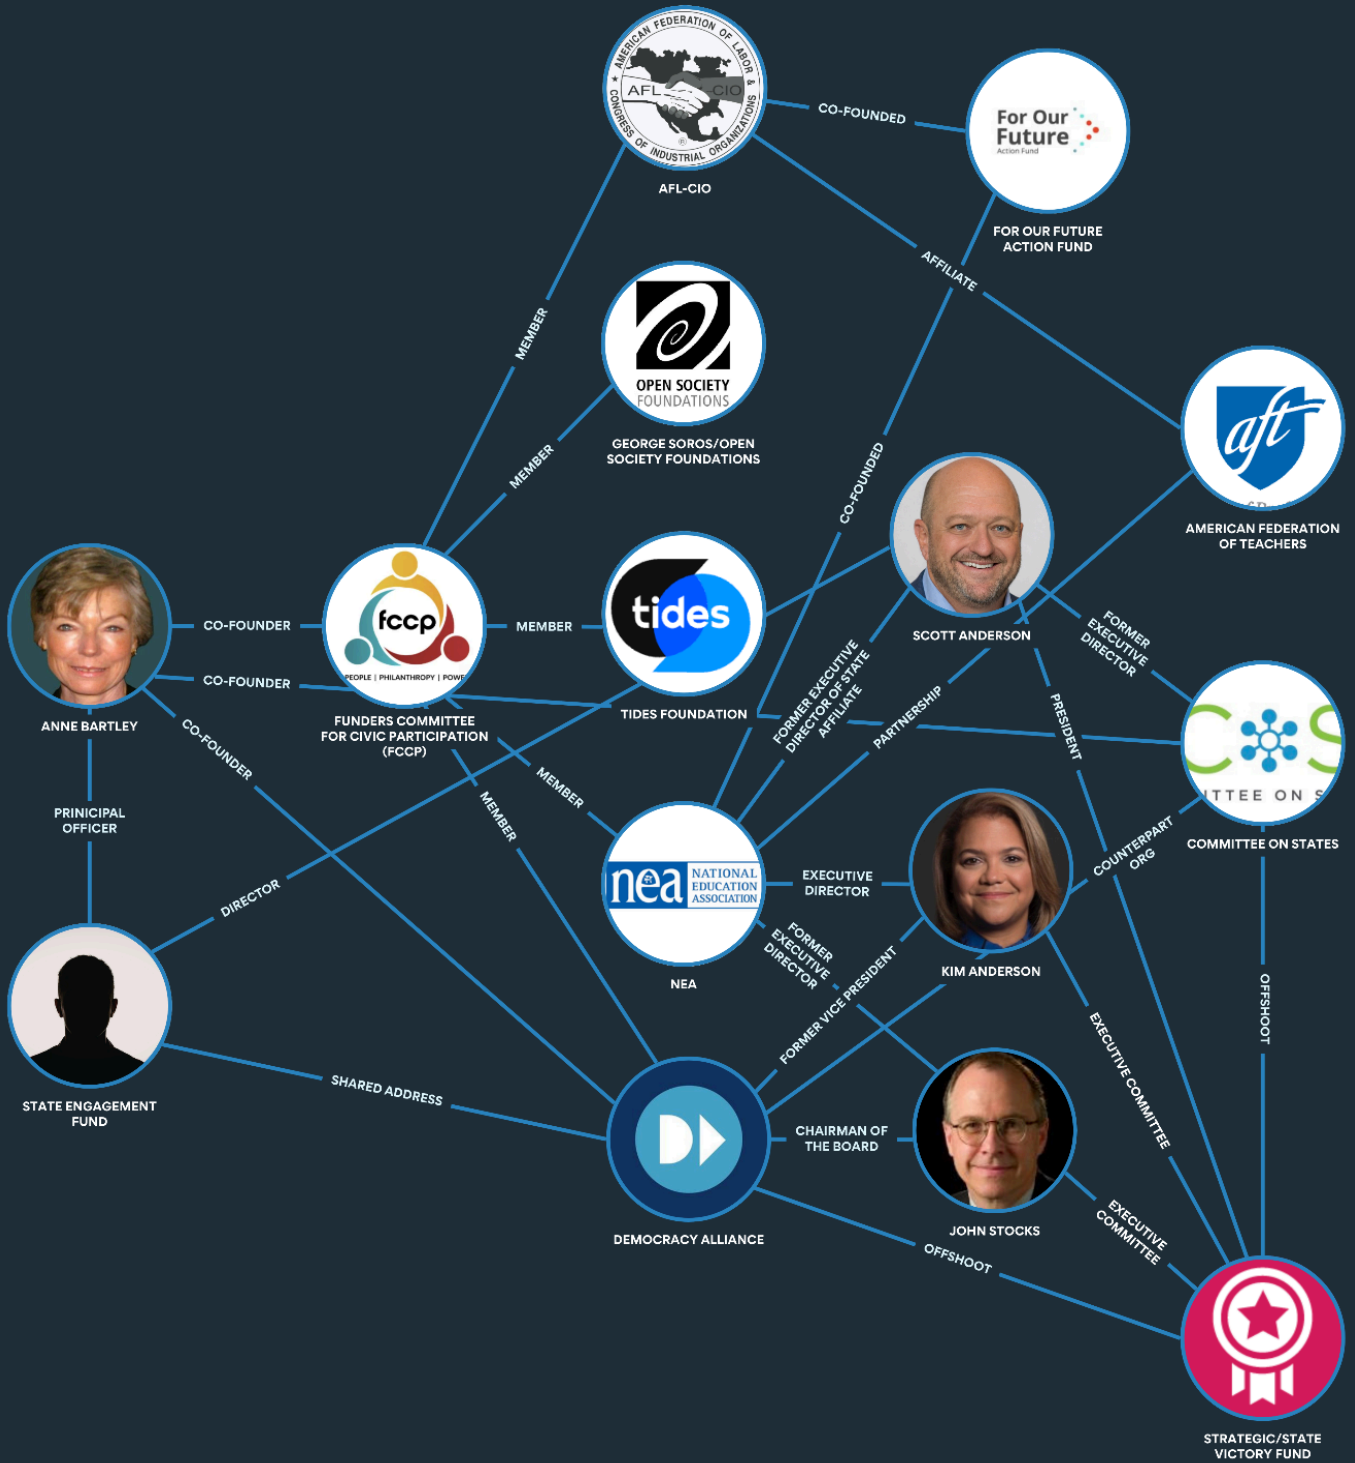 AMERICAN FEDERATION OF LABOR &
CONGRESS OF INDUSTRIAL ORGANIZATIONS
AFL-CIO
®
AFL-CIO
CO-FOUNDED
For Our
Future
Action Fund
FOR OUR FUTURE
ACTION FUND
AFFILIATE
MEMBER
OPEN SOCIETY
FOUNDATIONS
GEORGE SOROS/OPEN
SOCIETY FOUNDATIONS
MEMBER
CO-FOUNDED
aft
AMERICAN FEDERATION
OF TEACHERS
ANNE BARTLEY
CO-FOUNDER
CO-FOUNDER
fccp
PEOPLE | PHILANTHROPY | POWE
FUNDERS COMMITTEE
FOR CIVIC PARTICIPATION
(FCCP)
MEMBER
tides
TIDES FOUNDATION
SCOTT ANDERSON
FORMER
EXECUTIVE
DIRECTOR
FORMER EXECUTIVE
DIRECTOR OF STATE
AFFILIATE
PARTNERSHIP
PRESIDENT
C S
ITTEE ON S
COMMITTEE ON STATES
CO-FOUNDER
PRINICIPAL
OFFICER
MEMBER
MEMBER
nea
NATIONAL
EDUCATION
ASSOCIATION
NEA
EXECUTIVE
DIRECTOR
KIM ANDERSON
COUNTERPART
ORG
DIRECTOR
FORMER
EXECUTIVE
DIRECTOR
FORMER VICE PRESIDENT
OFFSHOOT
EXECUTIVE COMMITTEE
STATE ENGAGEMENT
FUND
SHARED ADDRESS
DEMOCRACY ALLIANCE
CHAIRMAN OF
THE BOARD
JOHN STOCKS
EXECUTIVE
COMMITTEE
OFFSHOOT
STRATEGIC/STATE
VICTORY FUND